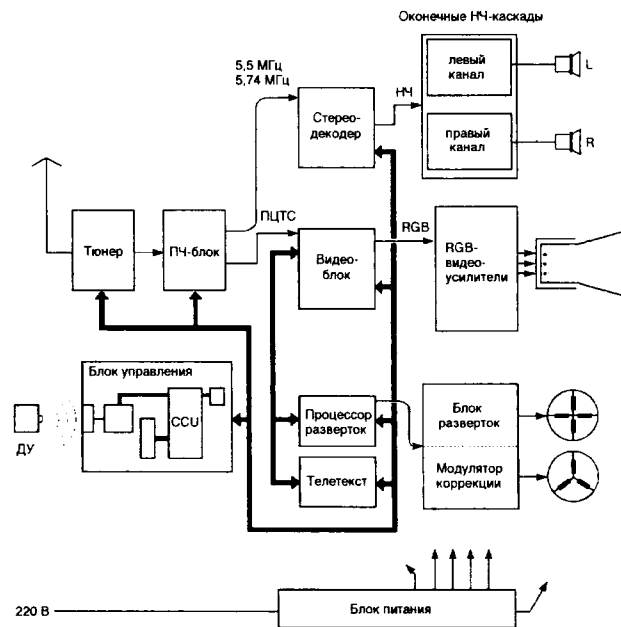 Оконечные НЧ-каскады
5,5 МГц
5,74 МГц
левый
канал
L
НЧ
Стерео-
декодер
правый
канал
R
ПЦТС
RGB
Тюнер
ПЧ-блок
Видео-
блок
RGB-
видео-
усилители
Блок управления
CCU
ДУ
Процессор
разверток
Блок
разверток
Телетекст
Модулятор
коррекции
220 В
Блок питания